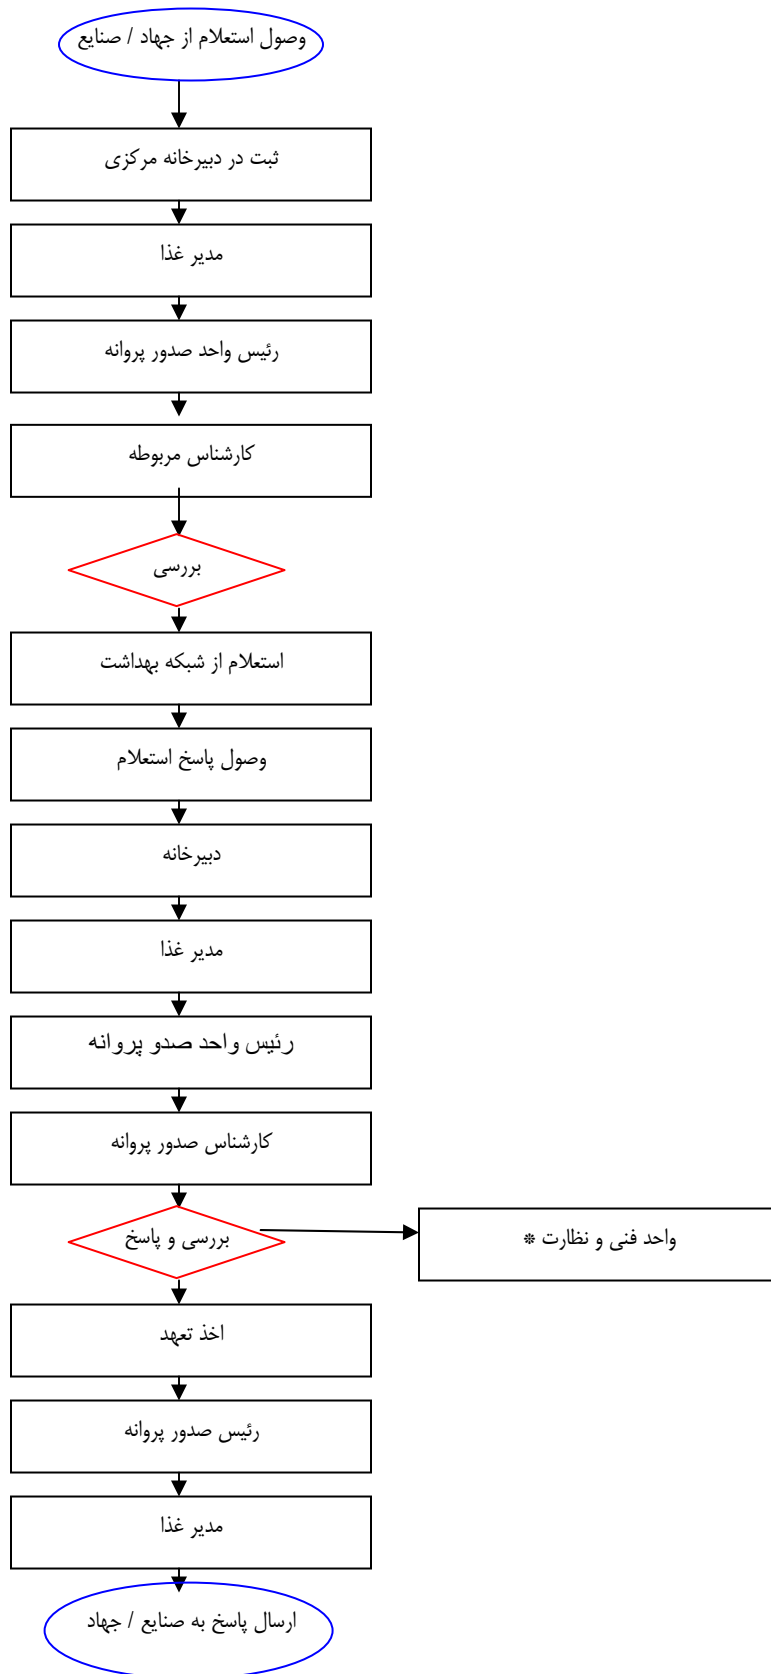 وصول استعلام از جهاد / صنایع
ثبت در دبیرخانه مرکزی
مدیر غذا
رئیس واحد صدور پروانه
کارشناس مربوطه
بررسی
استعلام از شبکه بهداشت
وصول پاسخ استعلام
دبیرخانه
مدیر غذا
رئیس واحد صدو پروانه
کارشناس صدور پروانه
بررسی و پاسخ
واحد فنی و نظارت *
اخذ تعهد
رئیس صدور پروانه
مدیر غذا
ارسال پاسخ به صنایع / جهاد